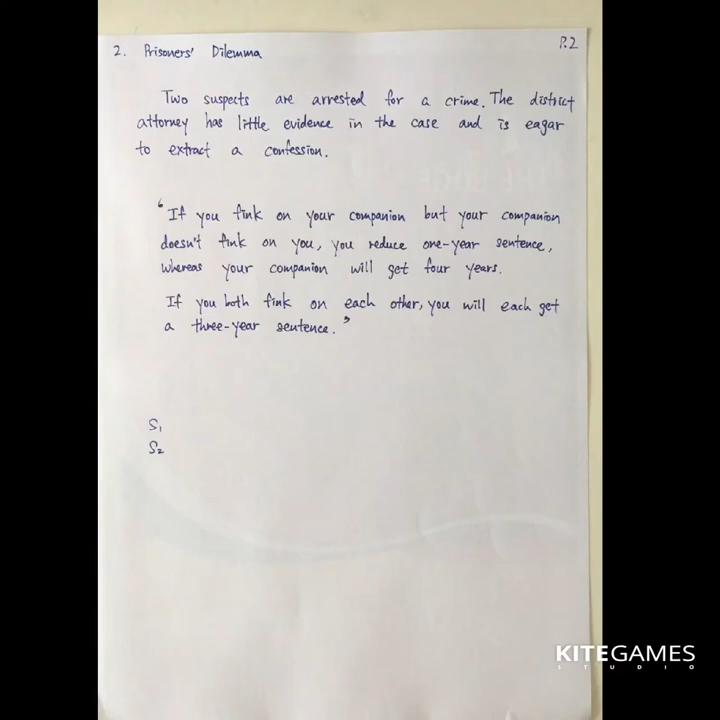 P.2
2. Prisoners' Dilemma
Two suspects are arrested for a crime. The district
attorney has little evidence in the case and is eagar
to extract a confession.
"If you fink on your companion but your companion
doesn't fink on you, you reduce one-year sentence,
whereas your companion will get four years.
If you both fink on each other, you will each get
a three-year sentence."
S1
S2
KITEGAMES
STUDIO